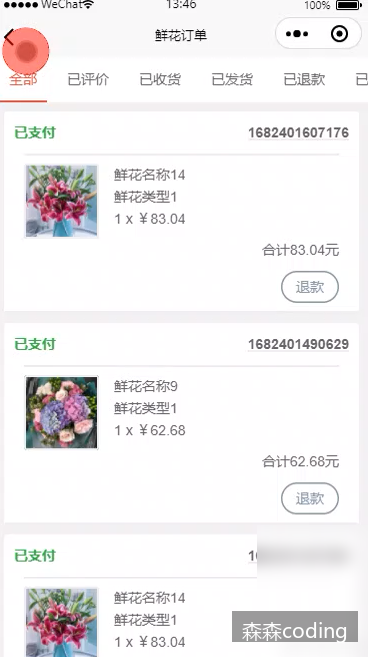 WeChat 13:46 100%
鲜花订单
全部 已评价 已收货 已发货 已退款 已
已支付 1682401607176
鲜花名称14
鲜花类型1
1 x ￥83.04
合计83.04元
退款
已支付 1682401490629
鲜花名称9
鲜花类型1
1 x ￥62.68
合计62.68元
退款
已支付
鲜花名称14
鲜花类型1
1 x ￥83.04
森森coding